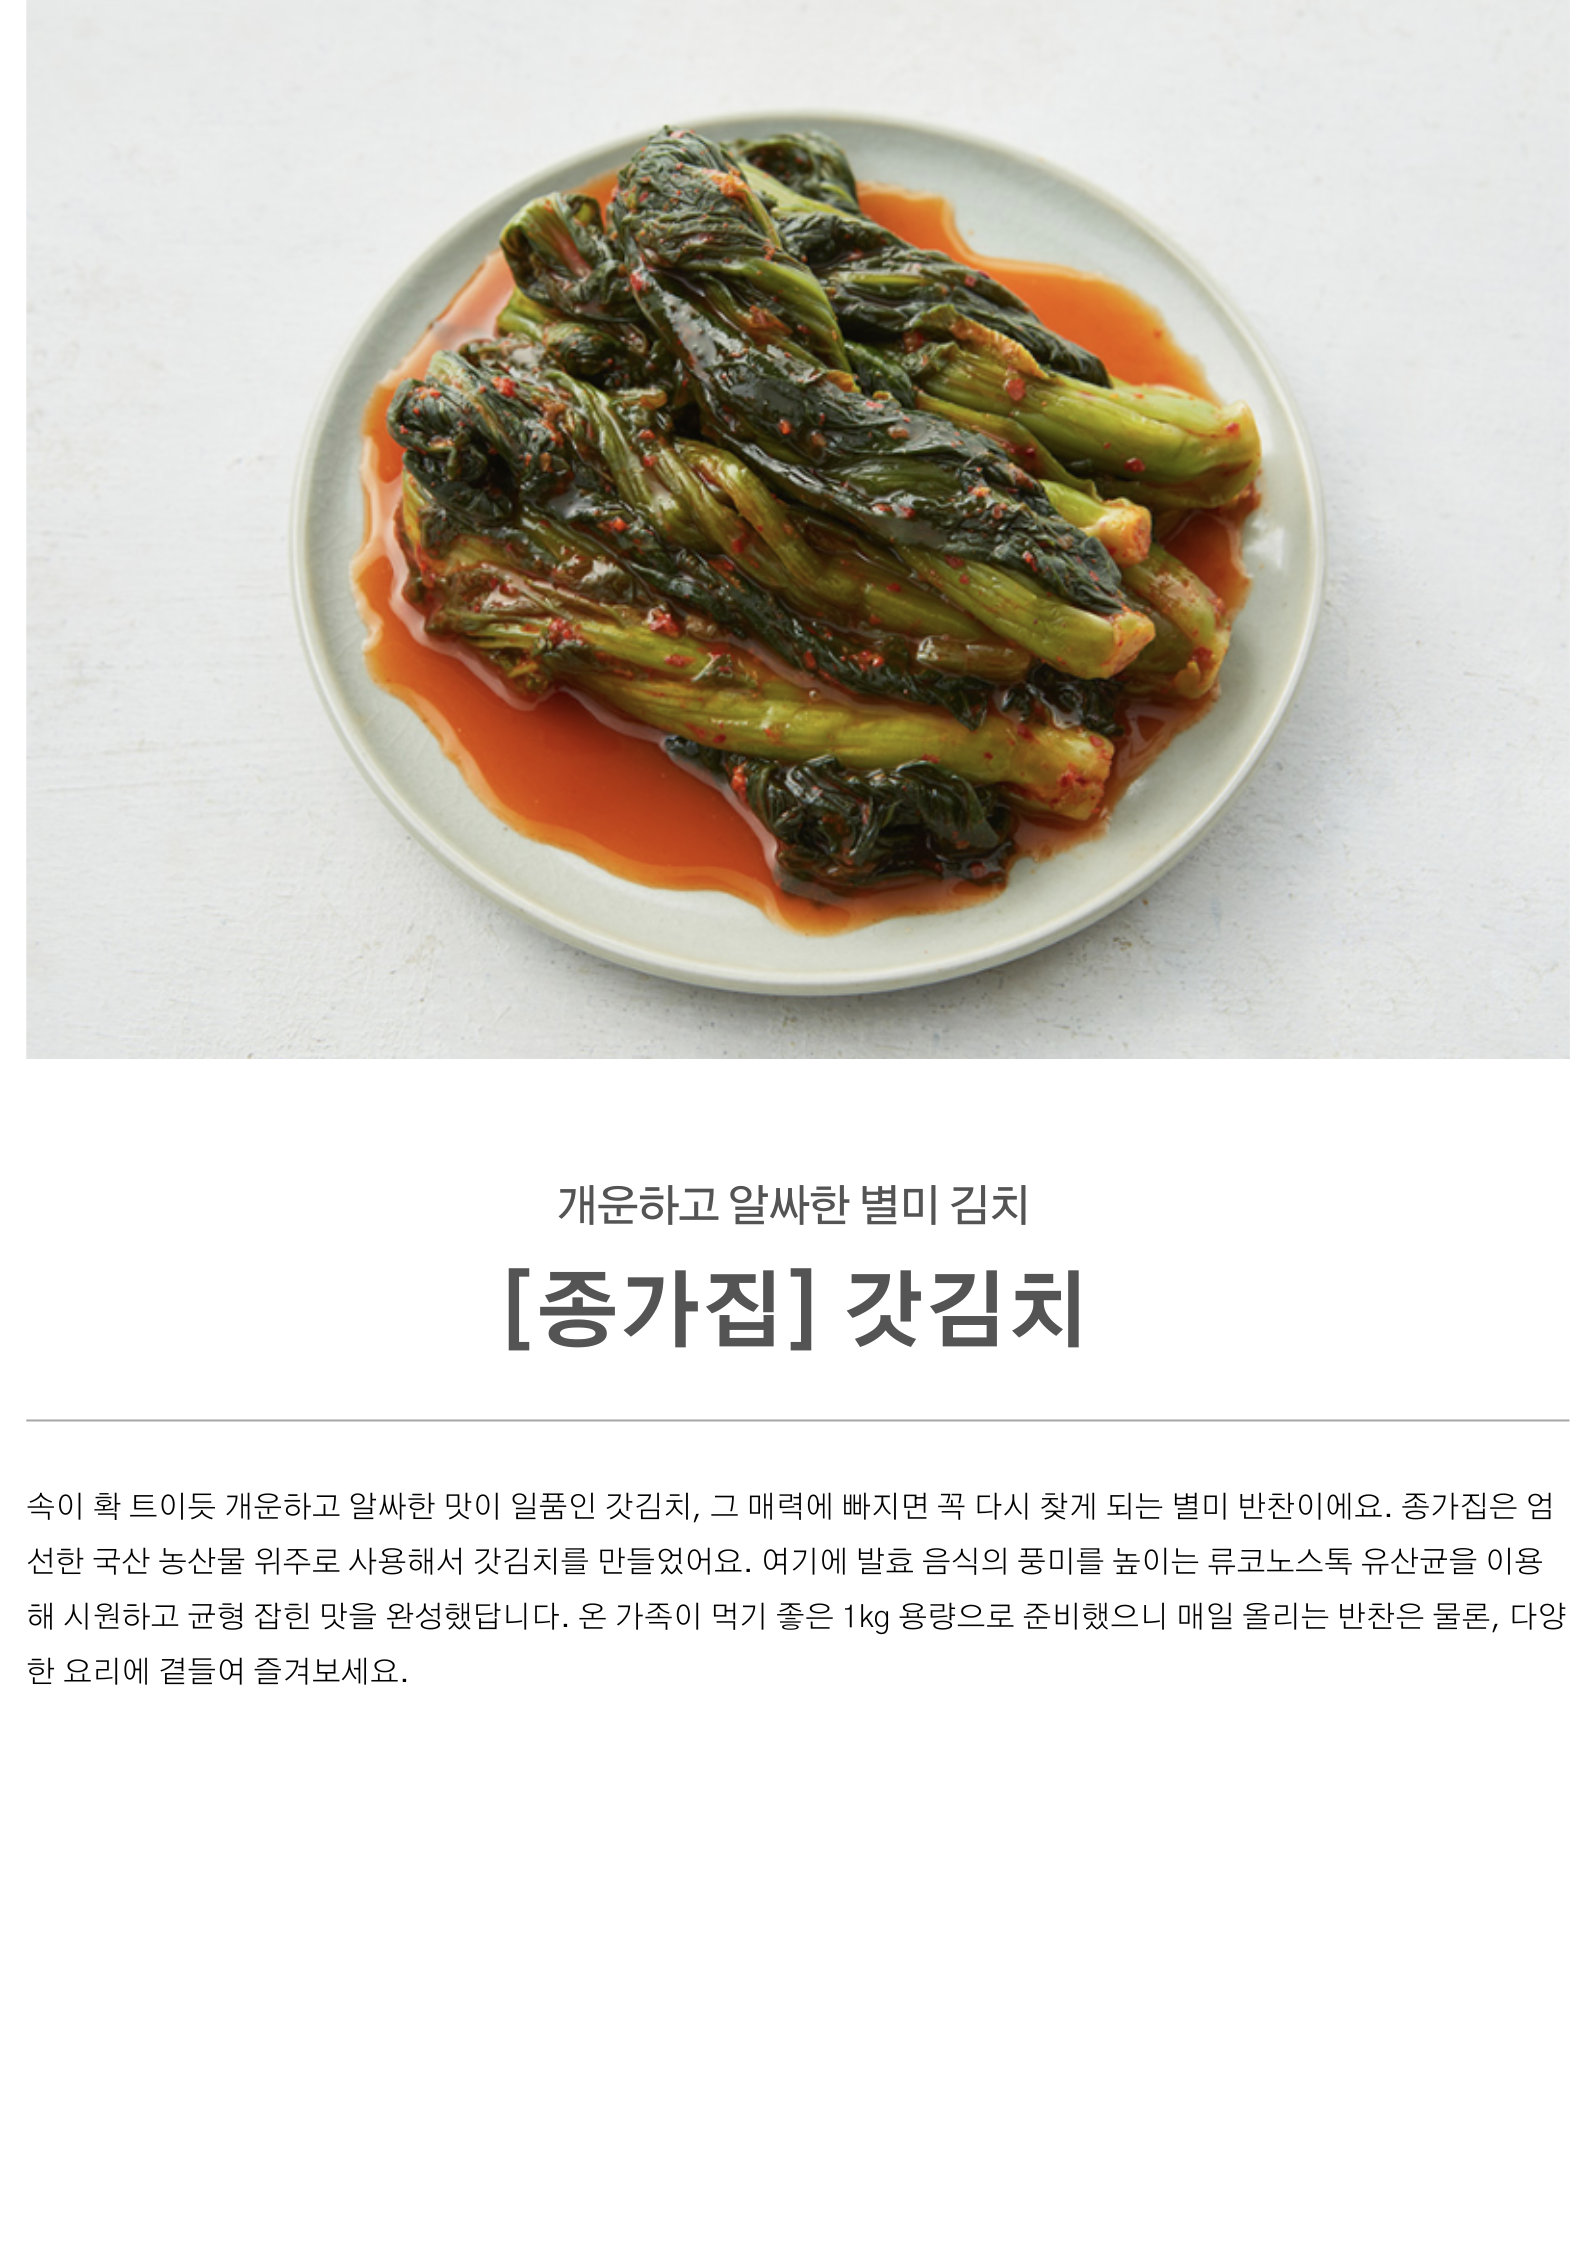 개운하고 알싸한 별미 김치
[종가집] 갓김치
속이 확 트이듯 개운하고 알싸한 맛이 일품인 갓김치, 그 매력에 빠지면 꼭 다시 찾게 되는 별미 반찬이에요. 종가집은 엄
선한 국산 농산물 위주로 사용해서 갓김치를 만들었어요. 여기에 발효 음식의 풍미를 높이는 류코노스톡 유산균을 이용
해 시원하고 균형 잡힌 맛을 완성했답니다. 온 가족이 먹기 좋은 1kg 용량으로 준비했으니 매일 올리는 반찬은 물론, 다양
한 요리에 곁들여 즐겨보세요.